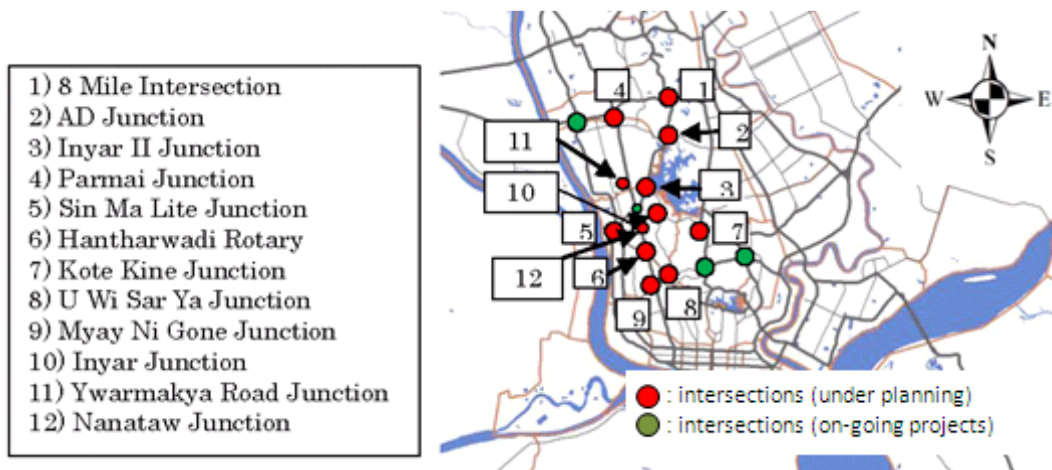 1) 8 Mile Intersection
2) AD Junction
3) Inyar II Junction
4) Parmai Junction
5) Sin Ma Lite Junction
6) Hantharwadi Rotary
7) Kote Kine Junction
8) U Wi Sar Ya Junction
9) Myay Ni Gone Junction
10) Inyar Junction
11) Ywarmakya Road Junction
12) Nanataw Junction
4
1
11
2
10
3
5
7
12
6
9
8
N
W E
S
: intersections (under planning)
: intersections (on-going projects)